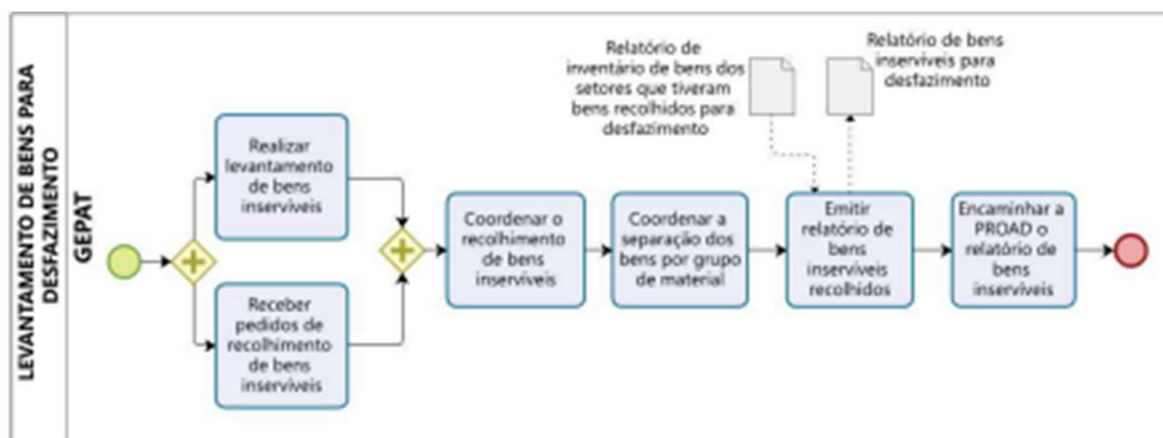 LEVANTAMENTO DE BENS PARA
DESFAZIMENTO
GEPAT
Realizar
levantamento
de bens
inservíveis
Receber
pedidos de
recolhimento
de bens
inservíveis
Coordenar o
recolhimento
de bens
inservíveis
Coordenar a
separação dos
bens por grupo
de material
Relatório de
inventário de bens dos
setores que tiveram
bens recolhidos para
desfazimento
Relatório de bens
inservíveis para
desfazimento
Emitir
relatório de
bens
inservíveis
recolhidos
Encaminhar a
PROAD o
relatório de
bens
inservíveis